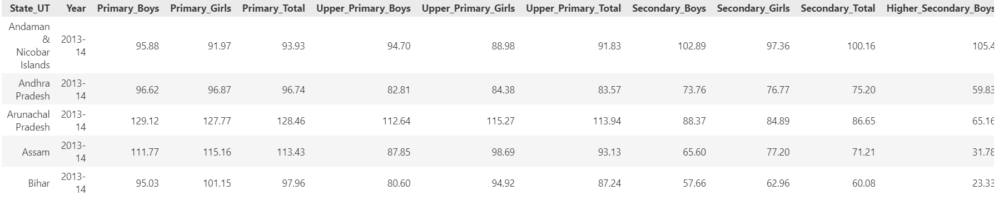 State_UT Year Primary_Boys Primary_Girls Primary_Total Upper_Primary_Boys Upper_Primary_Girls Upper_Primary_Total Secondary_Boys Secondary_Girls Secondary_Total Higher_Secondary_Boys
Andaman
& 2013-
Nicobar 14 95.88 91.97 93.93 94.70 88.98 91.83 102.89 97.36 100.16 105.4
Islands
Andhra 2013-
Pradesh 14 96.62 96.87 96.74 82.81 84.38 83.57 73.76 76.77 75.20 59.83
Arunachal 2013-
Pradesh 14 129.12 127.77 128.46 112.64 115.27 113.94 88.37 84.89 86.65 65.16
2013-
Assam 14 111.77 115.16 113.43 87.85 98.69 93.13 65.60 77.20 71.21 31.78
2013-
Bihar 14 95.03 101.15 97.96 80.60 94.92 87.24 57.66 62.96 60.08 23.33